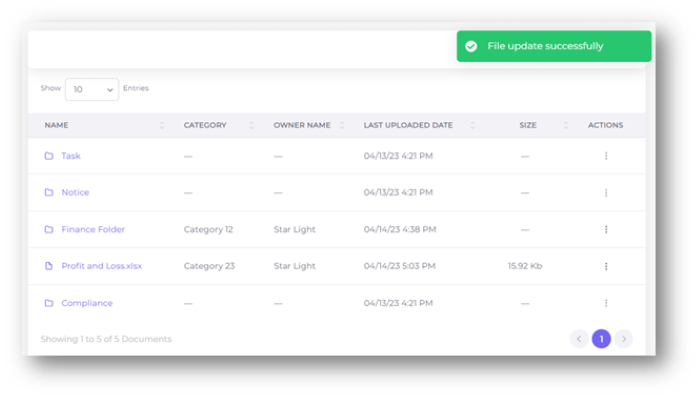 File update successfully
Show 10 Entries
NAME CATEGORY OWNER NAME LAST UPLOADED DATE SIZE ACTIONS
Task — — 04/13/23 4:21 PM —
Notice — — 04/13/23 4:21 PM —
Finance Folder Category 12 Star Light 04/14/23 4:38 PM —
Profit and Loss.xlsx Category 23 Star Light 04/14/23 5:03 PM 15.92 Kb
Compliance — — 04/13/23 4:21 PM —
Showing 1 to 5 of 5 Documents 1